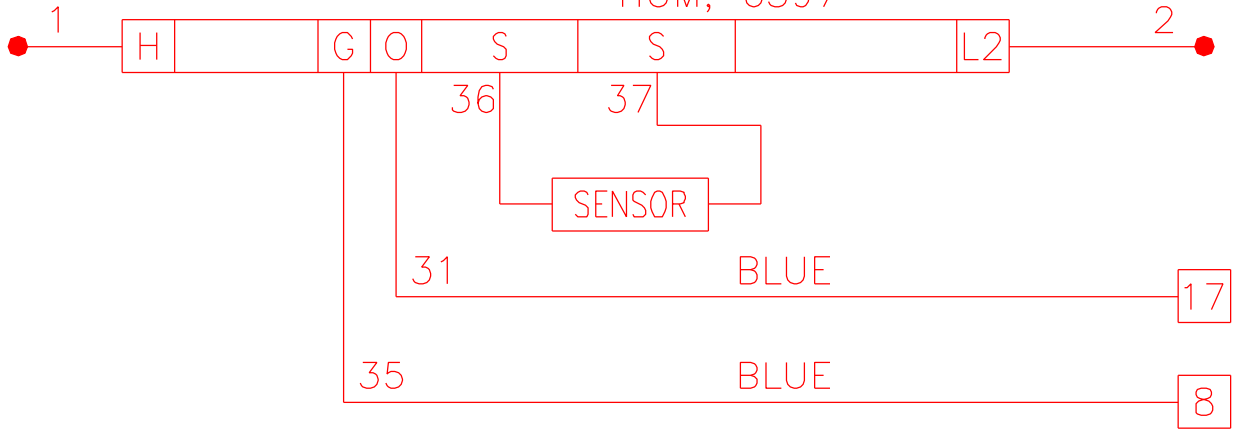 1 2
H G O S S L2
36 37
SENSOR
31 BLUE
17
35 BLUE
8